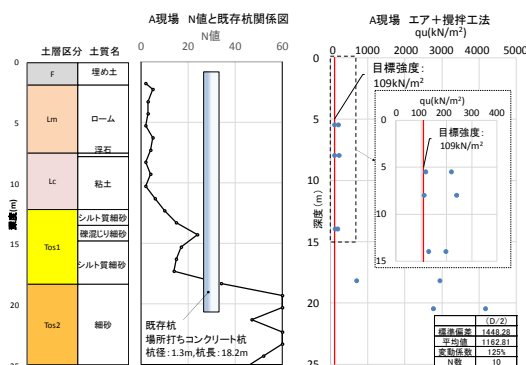 A現場 N値と既存杭関係図
N値
土層区分 土質名
0 20 40 60
0
5
10
15
20
25
深度(m)
F 埋め土
Lm ローム
浮石
Lc 粘土
シルト質細砂
礫混じり細砂
Tos1
シルト質細砂
Tos2 細砂
既存杭
場所打ちコンクリート杭
杭径:1.3m,杭長:18.2m
A現場 エア+攪拌工法
qu(kN/m²)
0 1000 2000 3000 4000 5000
0
5
10
15
20
25
深度(m)
目標強度:
109kN/m²
qu(kN/m²)
0 100 200 300 400
0
5
10
15
目標強度:
109kN/m²
(D/2)
標準偏差 1448.28
平均値 1162.81
変動係数 125%
N数 10